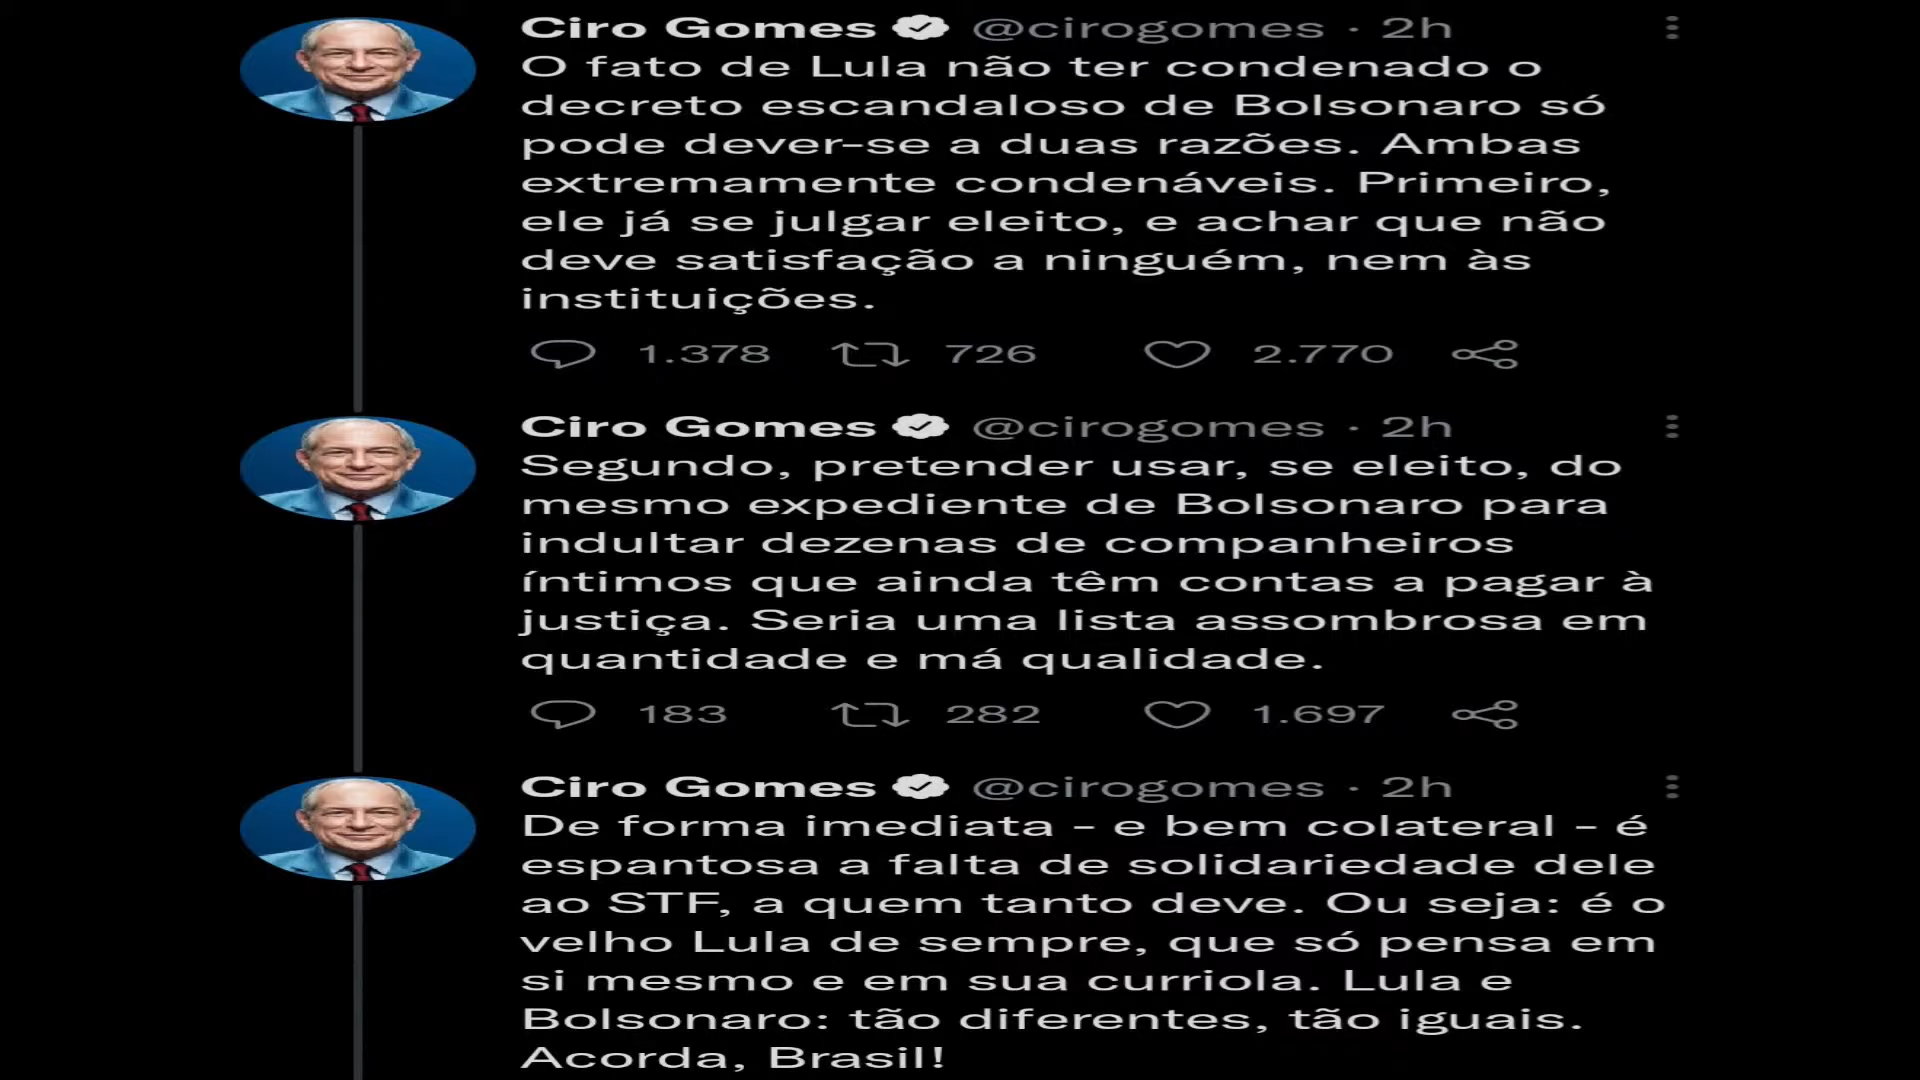 Ciro Gomes @cirogomes · 2h
O fato de Lula não ter condenado o
decreto escandaloso de Bolsonaro só
pode dever-se a duas razões. Ambas
extremamente condenáveis. Primeiro,
ele já se julgar eleito, e achar que não
deve satisfação a ninguém, nem às
instituições.
1.378 726 2.770
Ciro Gomes @cirogomes · 2h
Segundo, pretender usar, se eleito, do
mesmo expediente de Bolsonaro para
indultar dezenas de companheiros
íntimos que ainda têm contas a pagar à
justiça. Seria uma lista assombrosa em
quantidade e má qualidade.
183 282 1.697
Ciro Gomes @cirogomes · 2h
De forma imediata - e bem colateral - é
espantosa a falta de solidariedade dele
ao STF, a quem tanto deve. Ou seja: é o
velho Lula de sempre, que só pensa em
si mesmo e em sua curriola. Lula e
Bolsonaro: tão diferentes, tão iguais.
Acorda, Brasil!